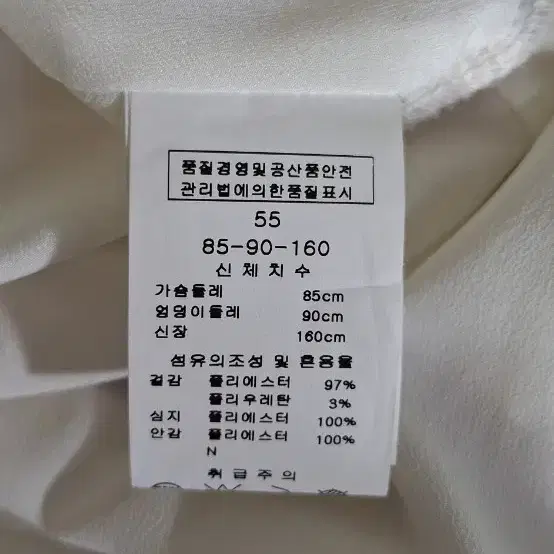 품질경영및공산품안전
관리법에의한품질표시
55
85-90-160
신체치수
가슴둘레 85cm
엉덩이둘레 90cm
신장 160cm
섬유의조성 및 혼용율
겉감 폴리에스터 97%
폴리우레탄 3%
심지 폴리에스터 100%
안감 폴리에스터 100%
N
취급주의